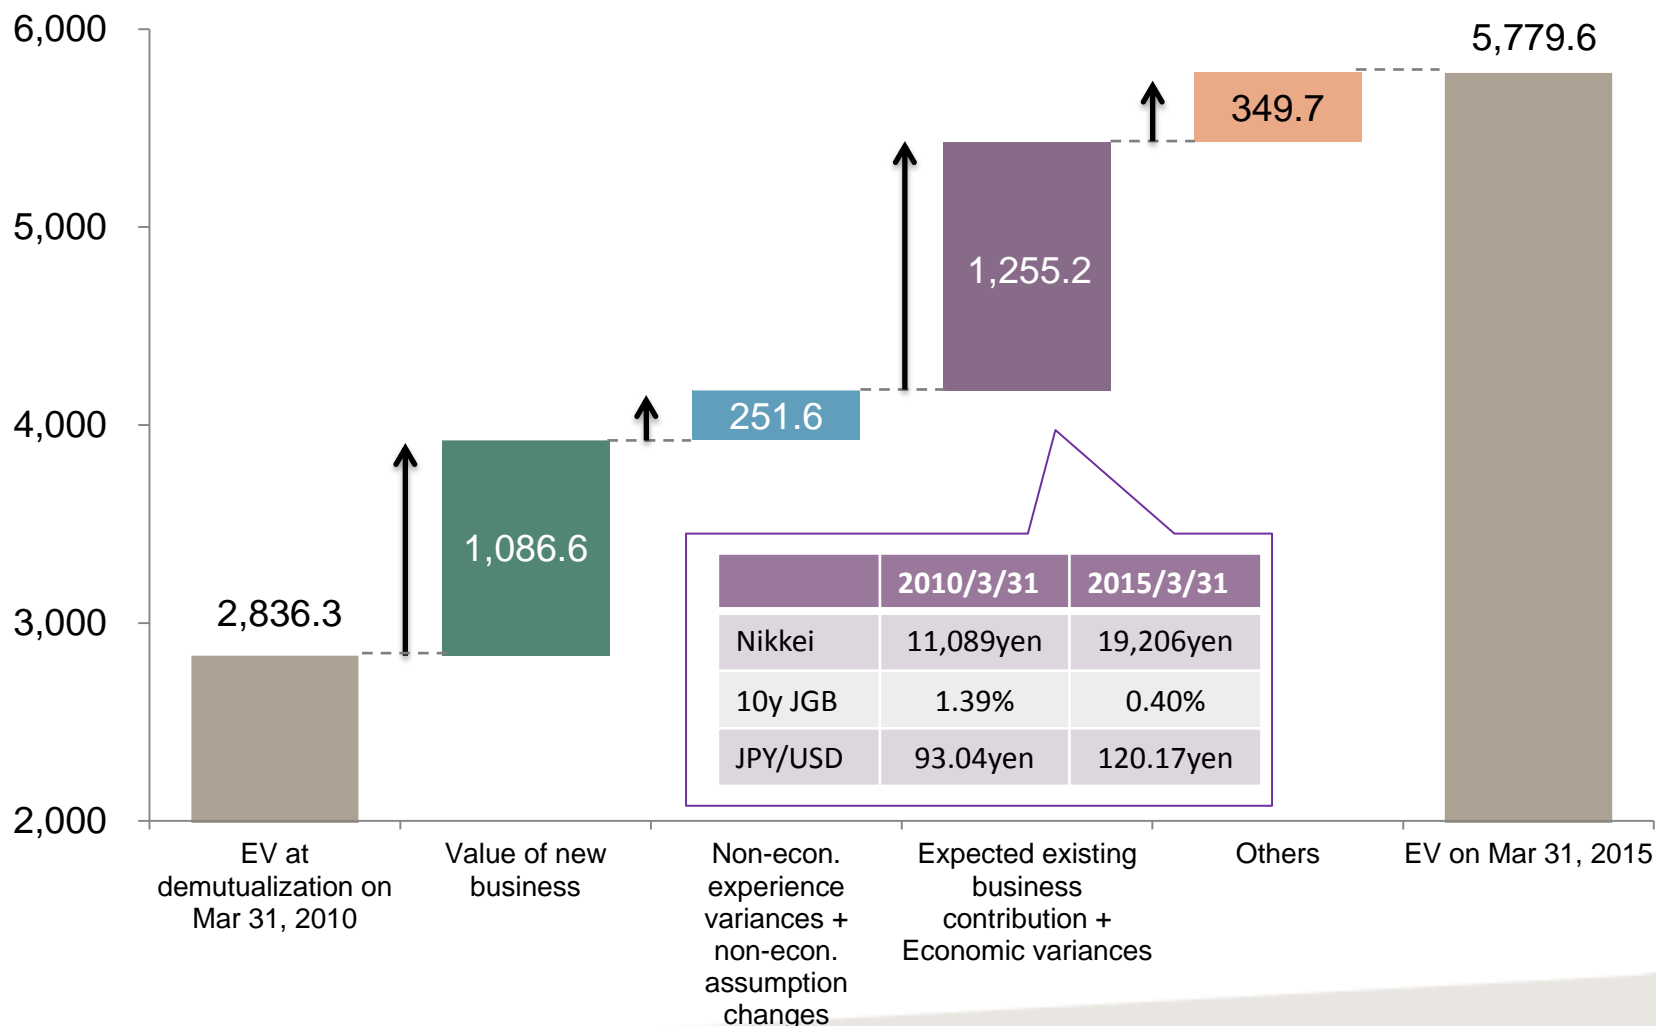 6,000
5,000
4,000
3,000
2,000
2,836.3
1,086.6
251.6
1,255.2
349.7
5,779.6
2010/3/31 2015/3/31
Nikkei 11,089yen 19,206yen
10y JGB 1.39% 0.40%
JPY/USD 93.04yen 120.17yen
EV at
demutualization on
Mar 31, 2010
Value of new
business
Non-econ.
experience
variances +
non-econ.
assumption
changes
Expected existing
business
contribution +
Economic variances
Others
EV on Mar 31, 2015